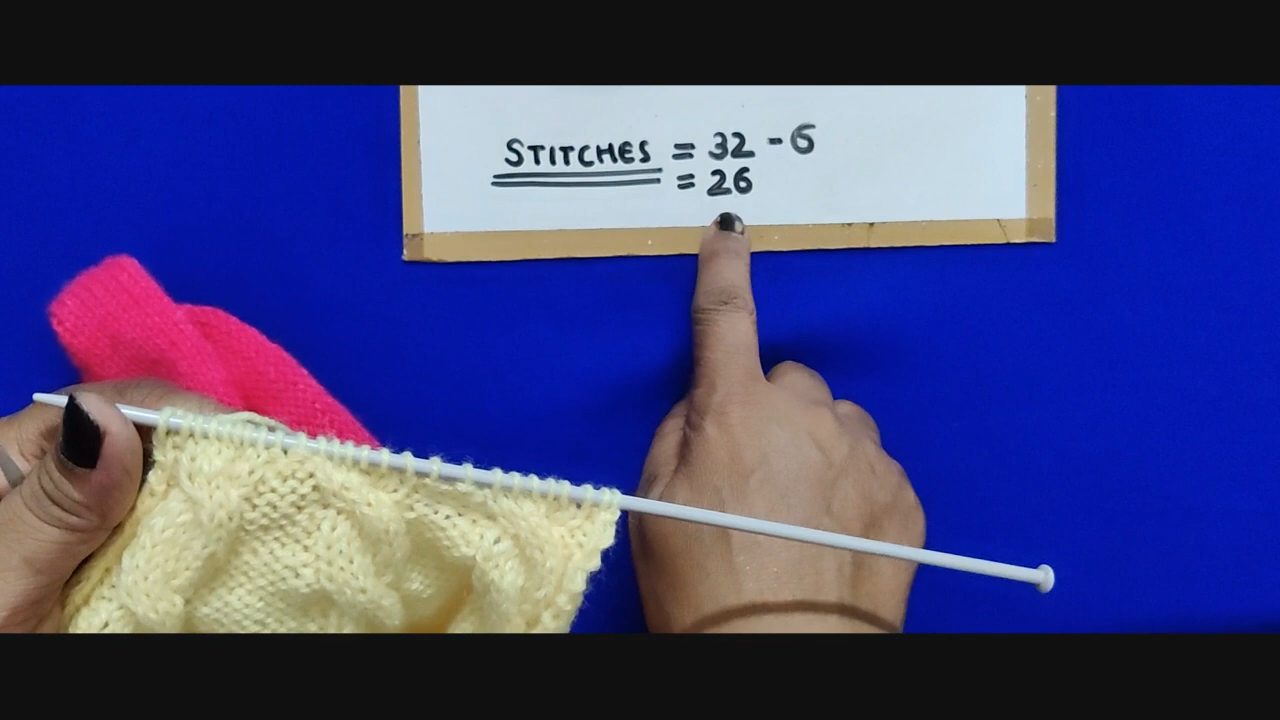 STITCHES = 32 - 6
= 26